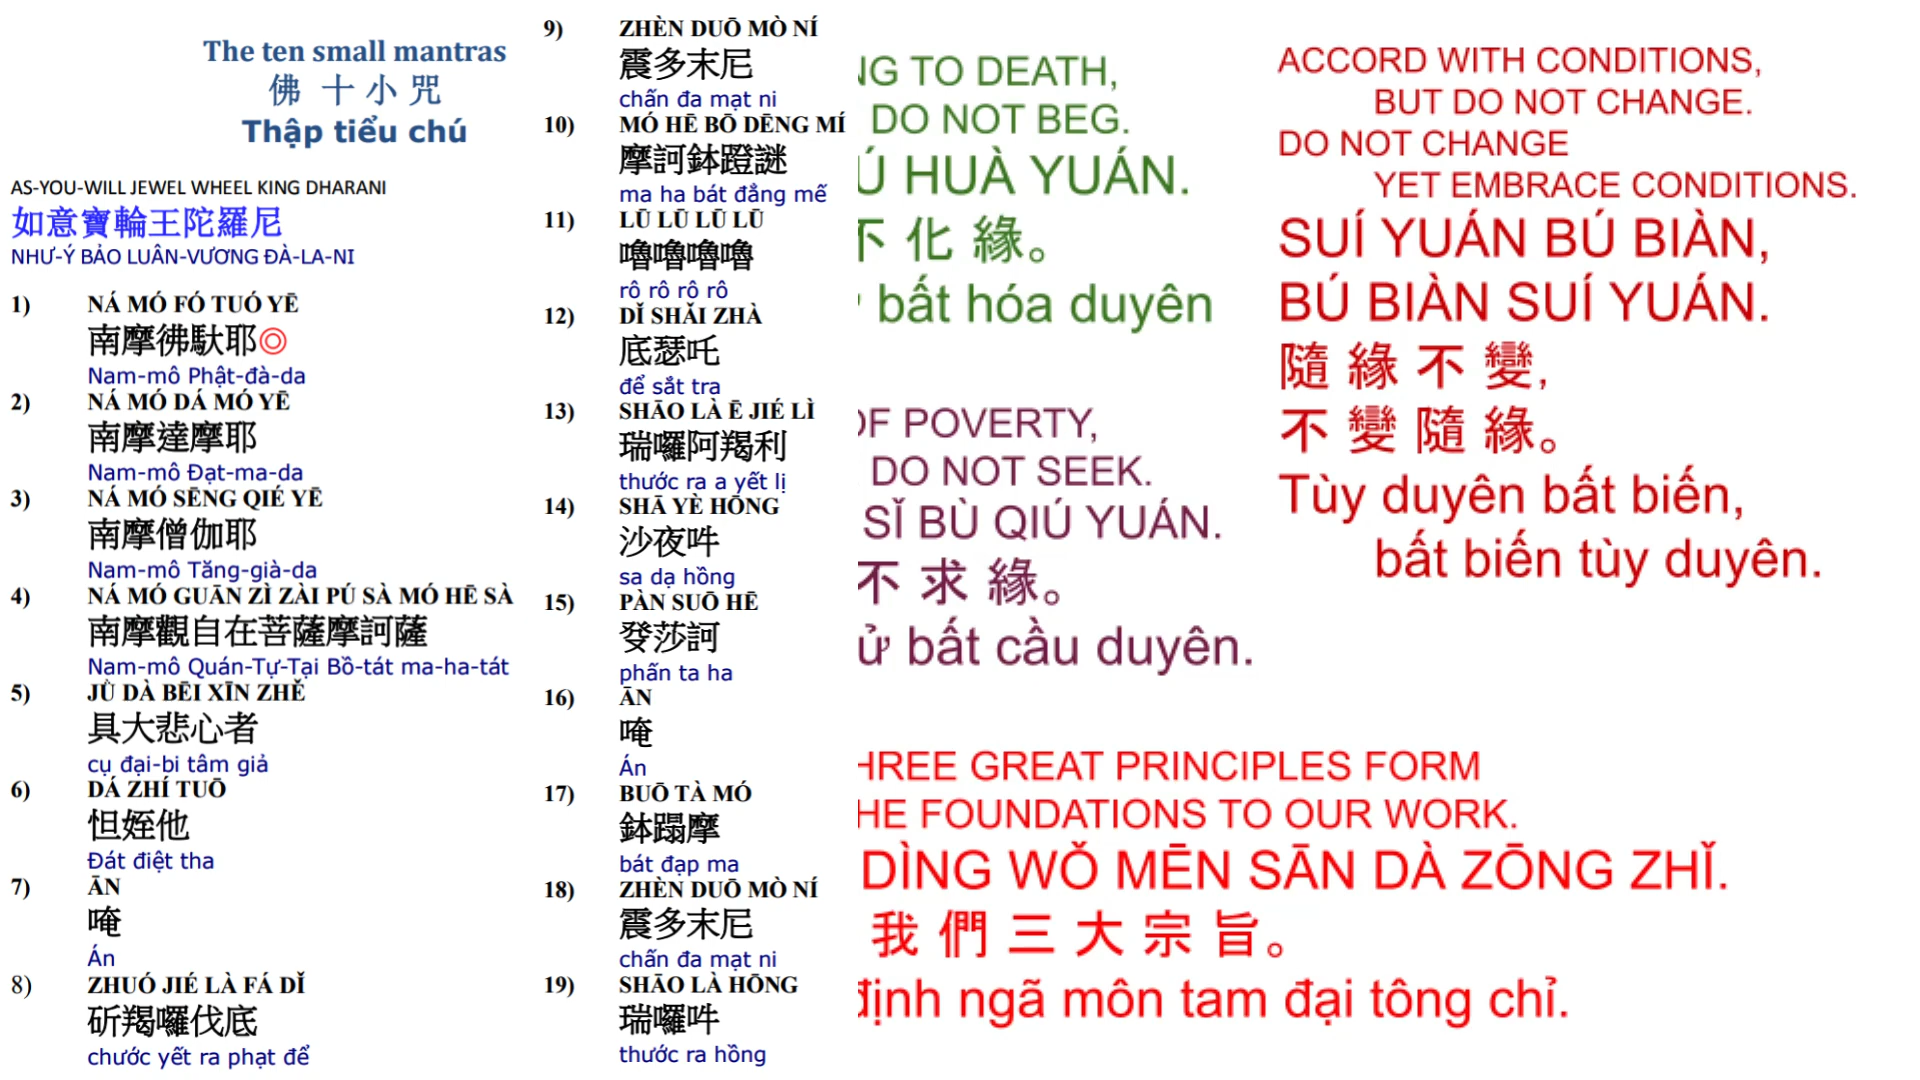 The ten small mantras
佛 十 小 咒
Thập tiểu chú
AS-YOU-WILL JEWEL WHEEL KING DHARANI
如意寶輪王陀羅尼
NHƯ-Ý BẢO LUÂN-VƯƠNG ĐÀ-LA-NI
1) NÁ MÓ FÓ TUÓ YĒ
南摩彿馱耶◎
Nam-mô Phật-đà-da
2) NÁ MÓ DÁ MÓ YĒ
南摩達摩耶
Nam-mô Đạt-ma-da
3) NÁ MÓ SĒNG QIÉ YĒ
南摩僧伽耶
Nam-mô Tăng-già-da
4) NÁ MÓ GUĀN ZÌ ZÀI PÚ SÀ MÓ HĒ SÀ
南摩觀自在菩薩摩訶薩
Nam-mô Quán-Tự-Tại Bồ-tát ma-ha-tát
5) JÙ DÀ BĒI XĪN ZHĚ
具大悲心者
cụ đại-bi tâm giả
6) DÁ ZHÍ TUŌ
怛姪他
Đát điệt tha
7) ĀN
唵
Án
8) ZHUÓ JIÉ LÀ FÁ DǏ
斫羯囉伐底
chước yết ra phạt để
9) ZHÈN DUŌ MÒ NÍ
震多末尼
chấn đa mạt ni
10) MÓ HĒ BŌ DĒNG MÍ
摩訶鉢蹬謎
ma ha bát đẳng mế
11) LŪ LŪ LŪ LŪ
嚕嚕嚕嚕
rô rô rô rô
12) DǏ SHǍI ZHÀ
底瑟吒
để sắt tra
13) SHĀO LÀ Ē JIÉ LÌ
瑞囉阿羯利
thước ra a yết lị
14) SHĀ YÈ HŌNG
沙夜吽
sa dạ hồng
15) PÀN SUŌ HĒ
癹莎訶
phấn ta ha
16) ĀN
唵
Án
17) BUŌ TÀ MÓ
鉢蹋摩
bát đạp ma
18) ZHÈN DUŌ MÒ NÍ
震多末尼
chấn đa mạt ni
19) SHĀO LÀ HŌNG
瑞囉吽
thước ra hồng
NG TO DEATH,
DO NOT BEG.
Ú HUÀ YUÁN.
不 化 緣。
bất hóa duyên
OF POVERTY,
DO NOT SEEK.
SǏ BÙ QIÚ YUÁN.
不 求 緣。
ử bất cầu duyên.
ACCORD WITH CONDITIONS,
BUT DO NOT CHANGE.
DO NOT CHANGE
YET EMBRACE CONDITIONS.
SUÍ YUÁN BÚ BIÀN,
BÚ BIÀN SUÍ YUÁN.
隨 緣 不 變,
不 變 隨 緣。
Tùy duyên bất biến,
bất biến tùy duyên.
HREE GREAT PRINCIPLES FORM
HE FOUNDATIONS TO OUR WORK.
DÌNG WǑ MĒN SĀN DÀ ZŌNG ZHǏ.
我 們 三 大 宗 旨。
định ngã môn tam đại tông chỉ.